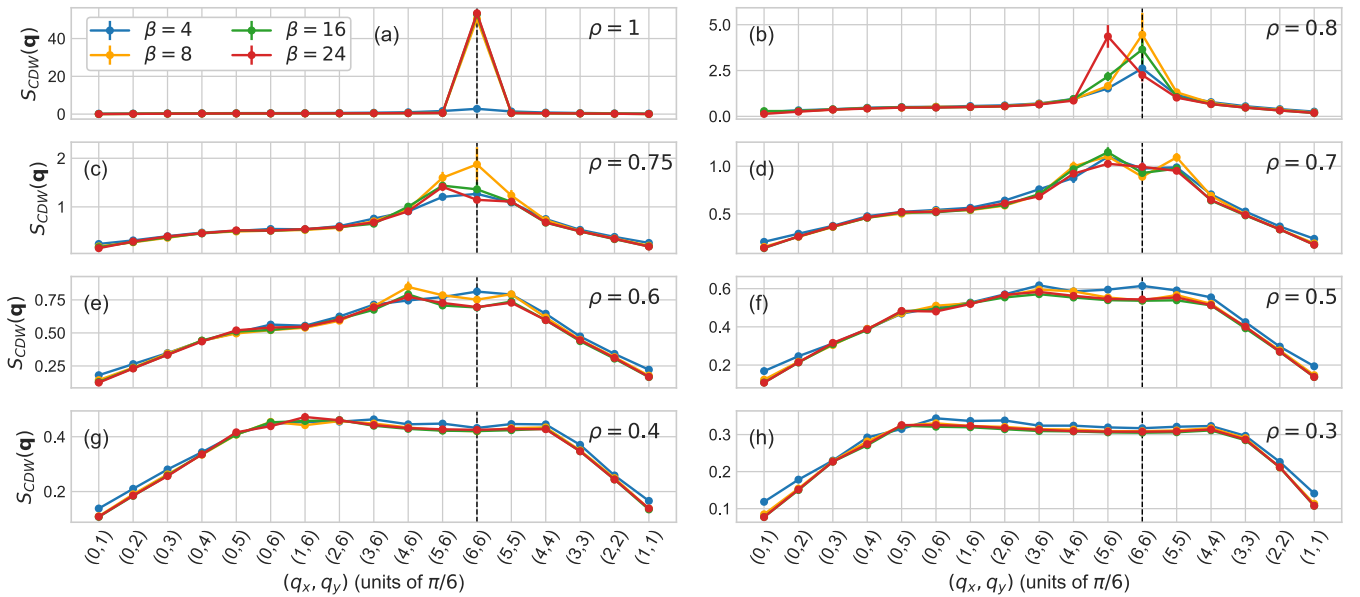 β = 4
β = 8
β = 16
β = 24
(a)
ρ = 1
S_CDW(q)
40
20
0
(b)
ρ = 0.8
5.0
2.5
0.0
(c)
ρ = 0.75
S_CDW(q)
2
1
(d)
ρ = 0.7
1.0
0.5
(e)
ρ = 0.6
S_CDW(q)
0.75
0.50
0.25
(f)
ρ = 0.5
0.6
0.4
0.2
(g)
ρ = 0.4
S_CDW(q)
0.4
0.2
(h)
ρ = 0.3
0.3
0.2
0.1
(0,1) (0,2) (0,3) (0,4) (0,5) (0,6) (1,6) (2,6) (3,6) (4,6) (5,6) (6,6) (5,5) (4,4) (3,3) (2,2) (1,1)
(q_x, q_y) (units of π/6)
(0,1) (0,2) (0,3) (0,4) (0,5) (0,6) (1,6) (2,6) (3,6) (4,6) (5,6) (6,6) (5,5) (4,4) (3,3) (2,2) (1,1)
(q_x, q_y) (units of π/6)